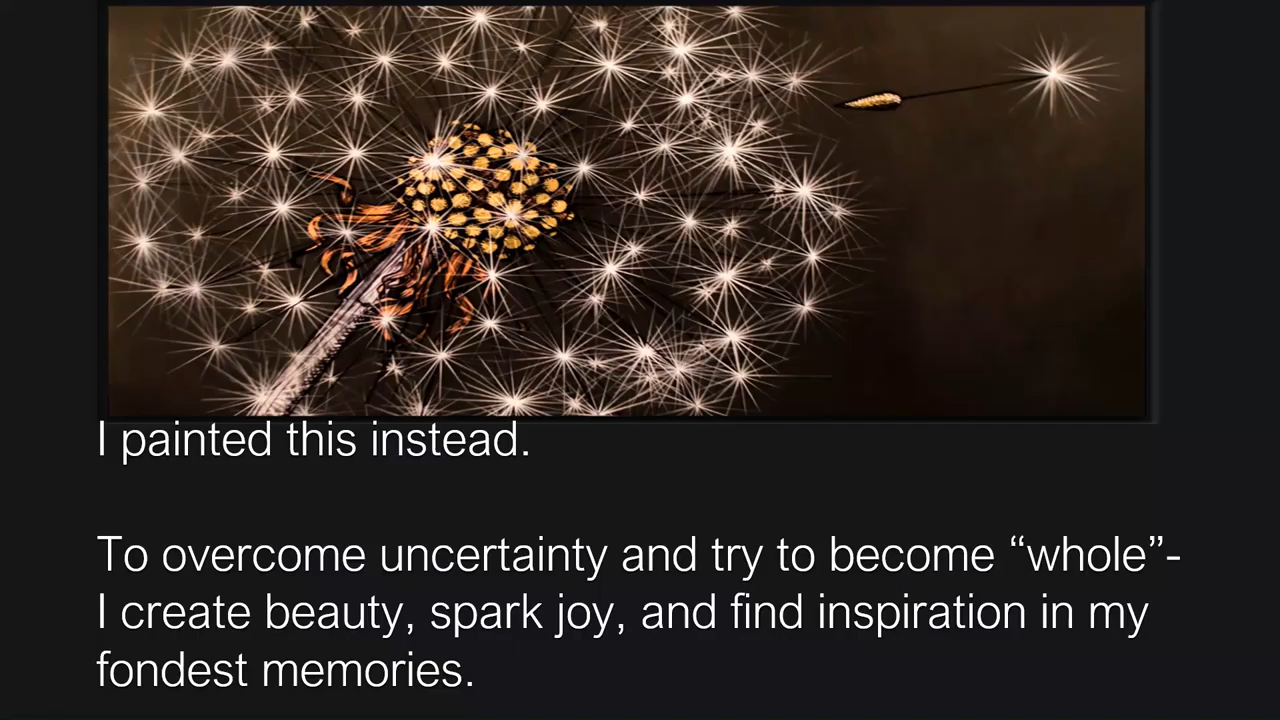 I painted this instead.
To overcome uncertainty and try to become “whole”-
I create beauty, spark joy, and find inspiration in my
fondest memories.